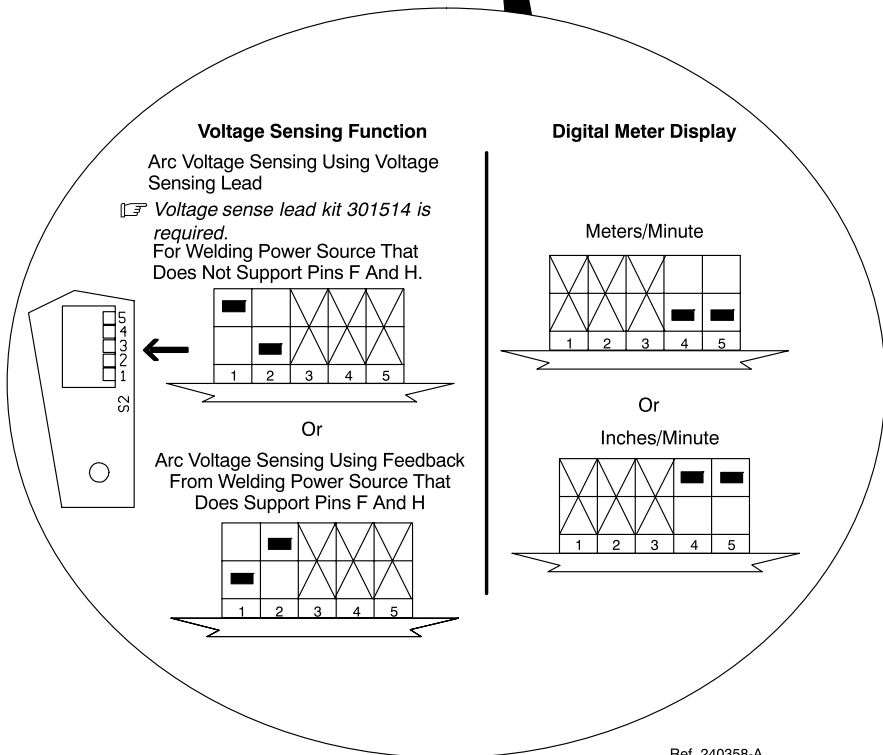 Voltage Sensing Function
Arc Voltage Sensing Using Voltage
Sensing Lead
Voltage sense lead kit 301514 is
required.
For Welding Power Source That
Does Not Support Pins F And H.
5
4
3
2
1
S2
1 2 3 4 5
Or
Arc Voltage Sensing Using Feedback
From Welding Power Source That
Does Support Pins F And H
1 2 3 4 5
Digital Meter Display
Meters/Minute
1 2 3 4 5
Or
Inches/Minute
1 2 3 4 5
Ref. 240358-A